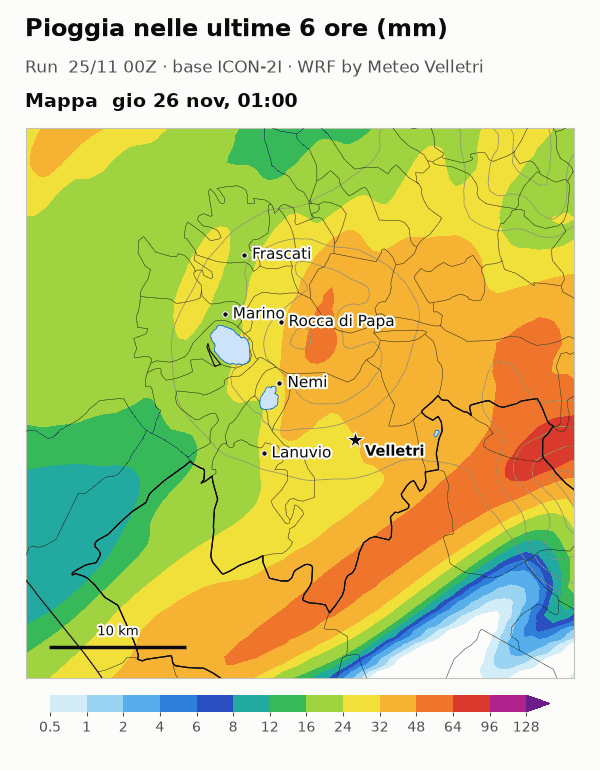 Pioggia nelle ultime 6 ore (mm)
Run 25/11 00Z · base ICON-2I · WRF by Meteo Velletri
Mappa gio 26 nov, 01:00
Frascati
Marino
Rocca di Papa
Nemi
Velletri
Lanuvio
10 km
0.5 1 2 4 6 8 12 16 24 32 48 64 96 128